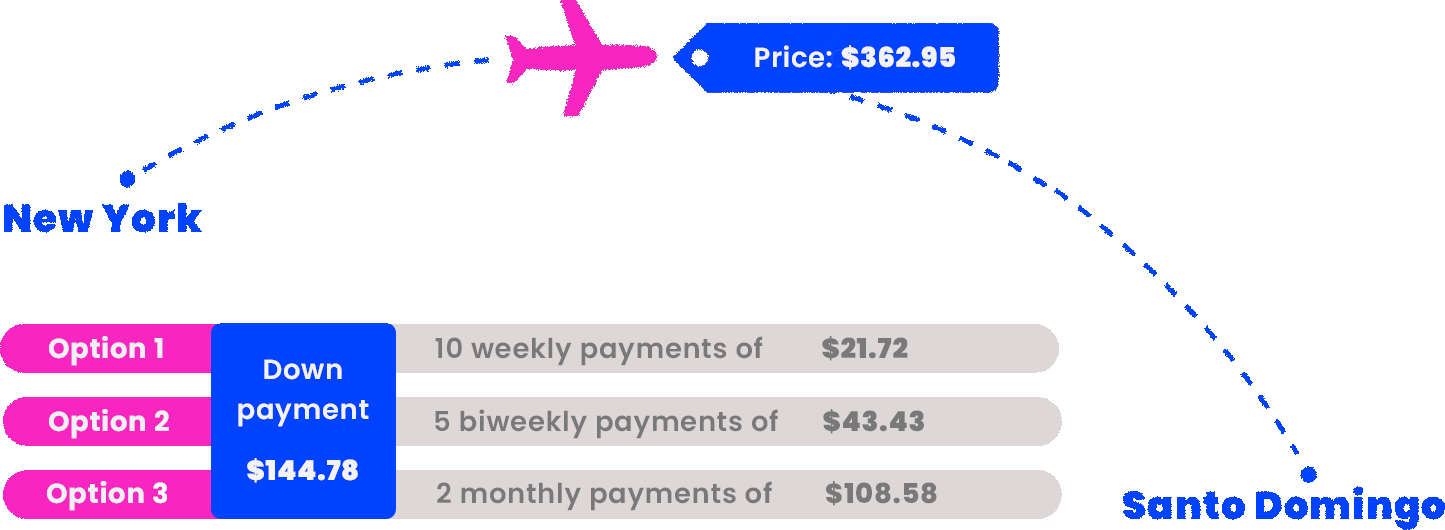 Price: $362.95
New York
Option 1
Down
payment
$144.78
10 weekly payments of $21.72
Option 2
5 biweekly payments of $43.43
Option 3
2 monthly payments of $108.58
Santo Domingo